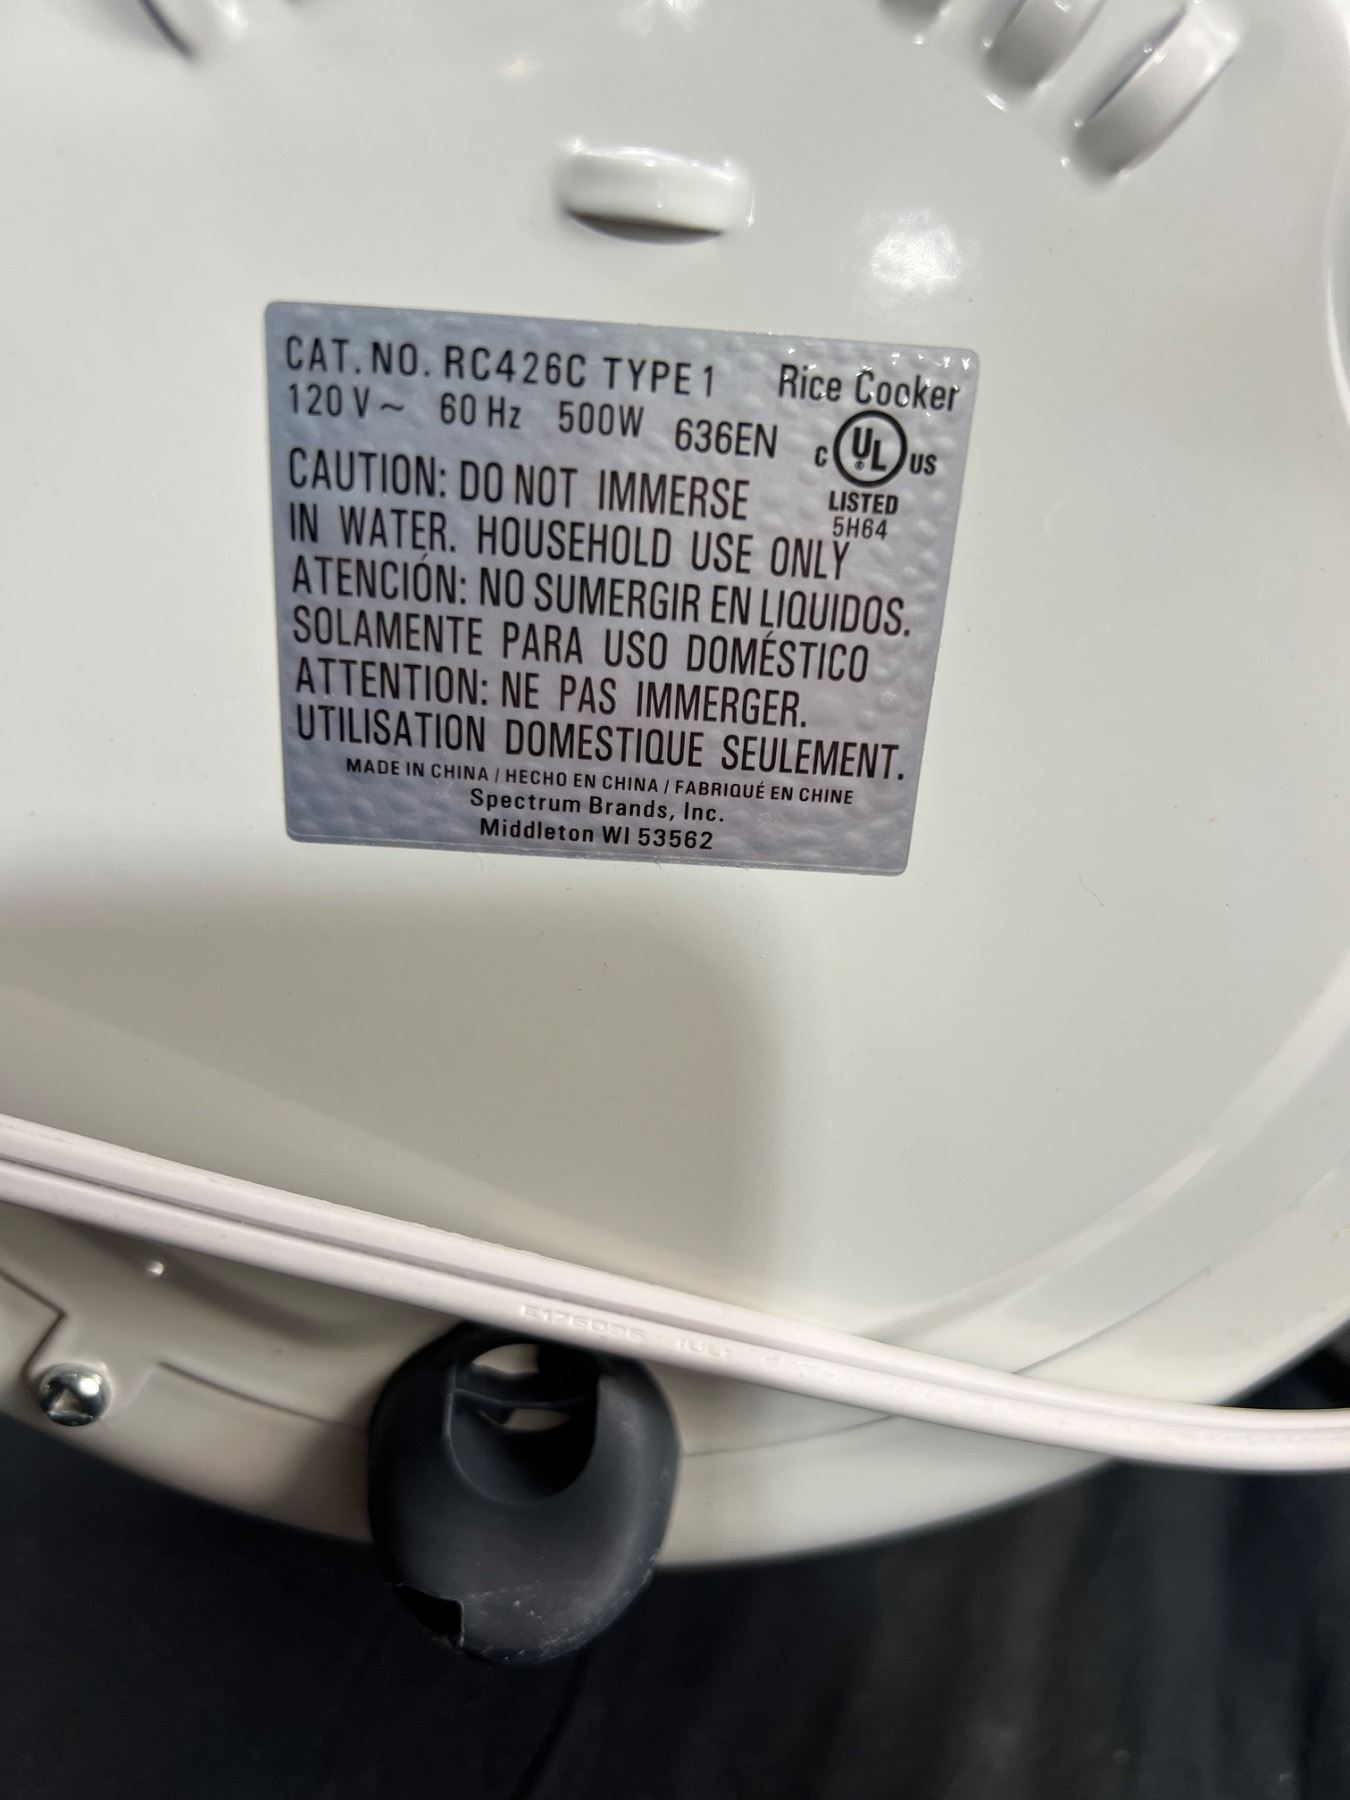 CAT. NO. RC426C TYPE 1 Rice Cooker
120 V ~ 60 Hz 500W 636EN
C UL ® US
LISTED
5H64
CAUTION: DO NOT IMMERSE
IN WATER. HOUSEHOLD USE ONLY
ATENCIÓN: NO SUMERGIR EN LIQUIDOS.
SOLAMENTE PARA USO DOMÉSTICO
ATTENTION: NE PAS IMMERGER.
UTILISATION DOMESTIQUE SEULEMENT.
MADE IN CHINA / HECHO EN CHINA / FABRIQUÉ EN CHINE
Spectrum Brands, Inc.
Middleton WI 53562